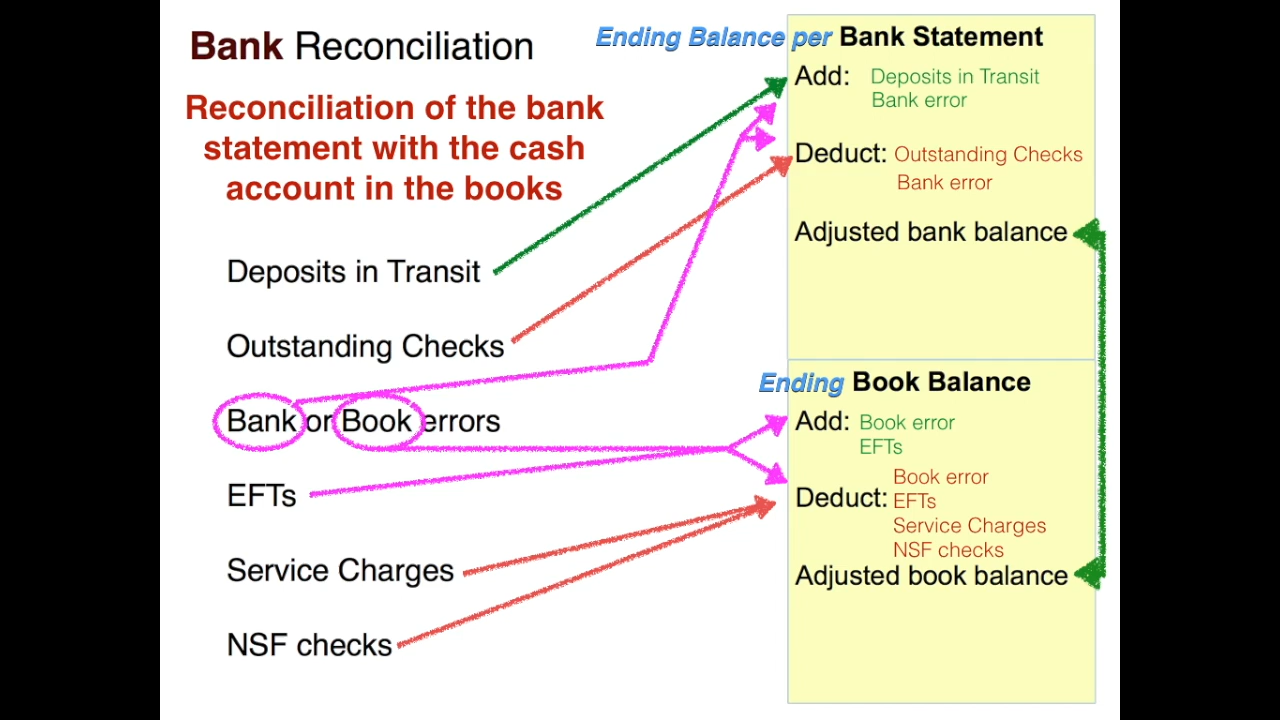 Bank Reconciliation
Reconciliation of the bank
statement with the cash
account in the books
Deposits in Transit
Outstanding Checks
Bank or Book errors
EFTs
Service Charges
NSF checks
Ending Balance per Bank Statement
Add: Deposits in Transit
Bank error
Deduct: Outstanding Checks
Bank error
Adjusted bank balance
Ending Book Balance
Add: Book error
EFTs
Book error
Deduct: EFTs
Service Charges
NSF checks
Adjusted book balance